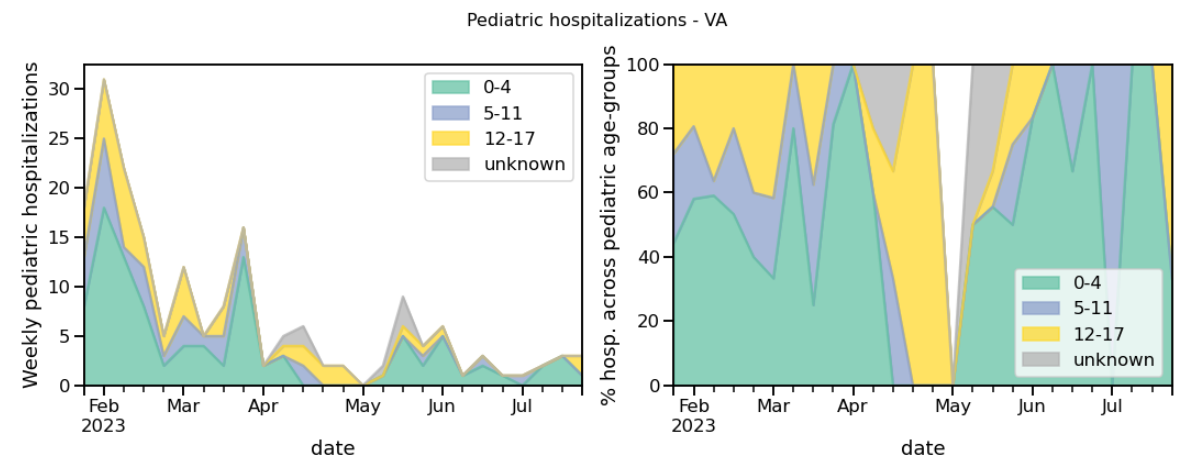 Pediatric hospitalizations - VA
Weekly pediatric hospitalizations
30
25
20
15
10
5
0
0-4
5-11
12-17
unknown
Feb
2023
Mar
Apr
May
Jun
Jul
date
% hosp. across pediatric age-groups
100
80
60
40
20
0
0-4
5-11
12-17
unknown
Feb
2023
Mar
Apr
May
Jun
Jul
date